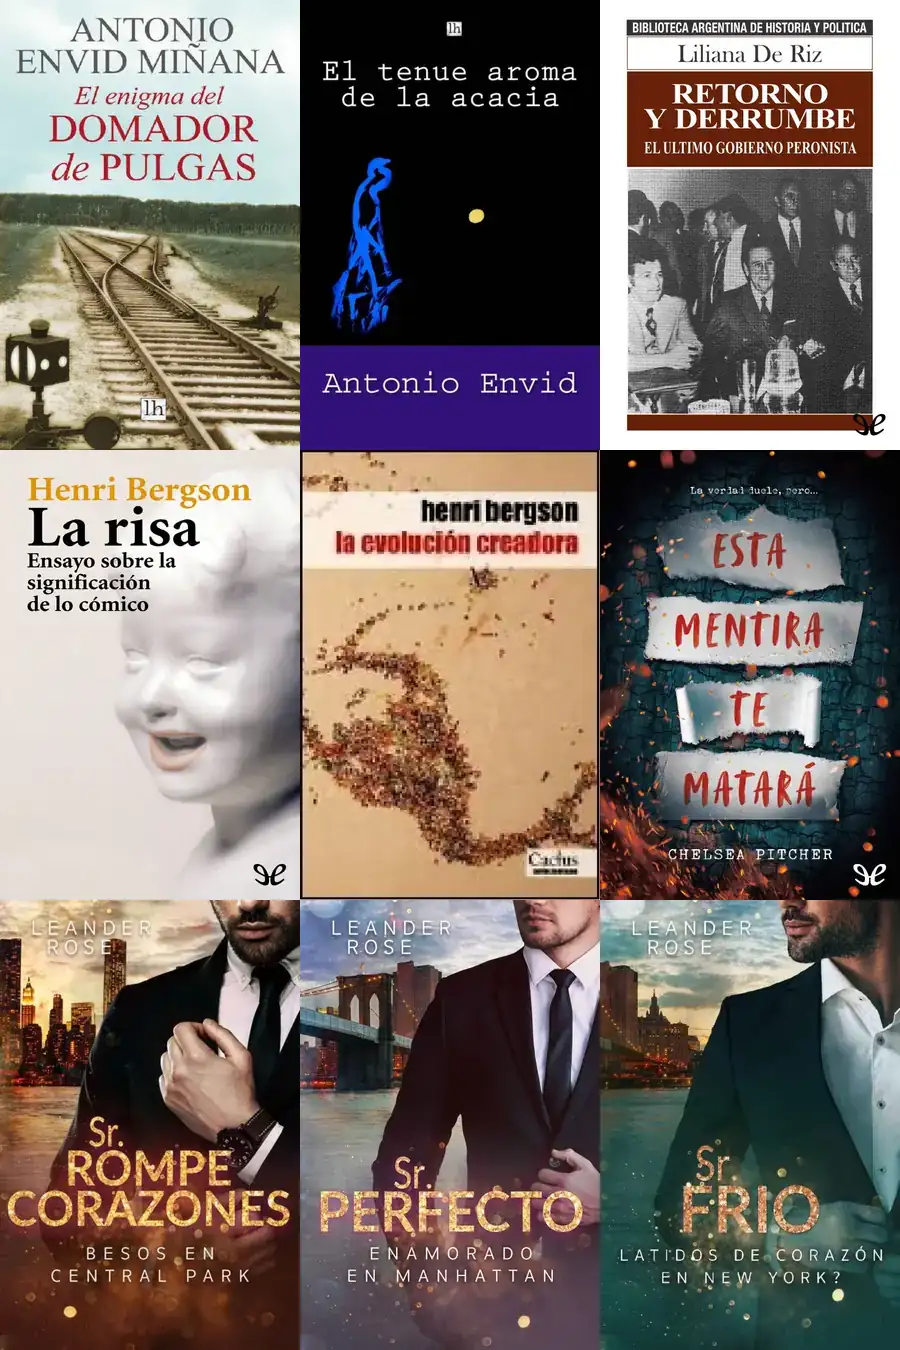 ANTONIO
ENVID MIÑANA
El enigma del
DOMADOR
de PULGAS
lh
lh
El tenue aroma
de la acacia
Antonio Envid
BIBLIOTECA ARGENTINA DE HISTORIA Y POLITICA
Liliana De Riz
RETORNO
Y DERRUMBE
EL ULTIMO GOBIERNO PERONISTA
Henri Bergson
La risa
Ensayo sobre la
significación
de lo cómico
henri bergson
la evolución creadora
Cactus
La verdad duele, pero...
ESTA
MENTIRA
TE
MATARÁ
CHELSEA PITCHER
LEANDER
ROSE
Sr.
ROMPE
CORAZONES
BESOS EN
CENTRAL PARK
LEANDER
ROSE
Sr.
PERFECTO
ENAMORADO
EN MANHATTAN
LEANDER
ROSE
Sr.
FRIO
LATIDOS DE CORAZÓN
EN NEW YORK?